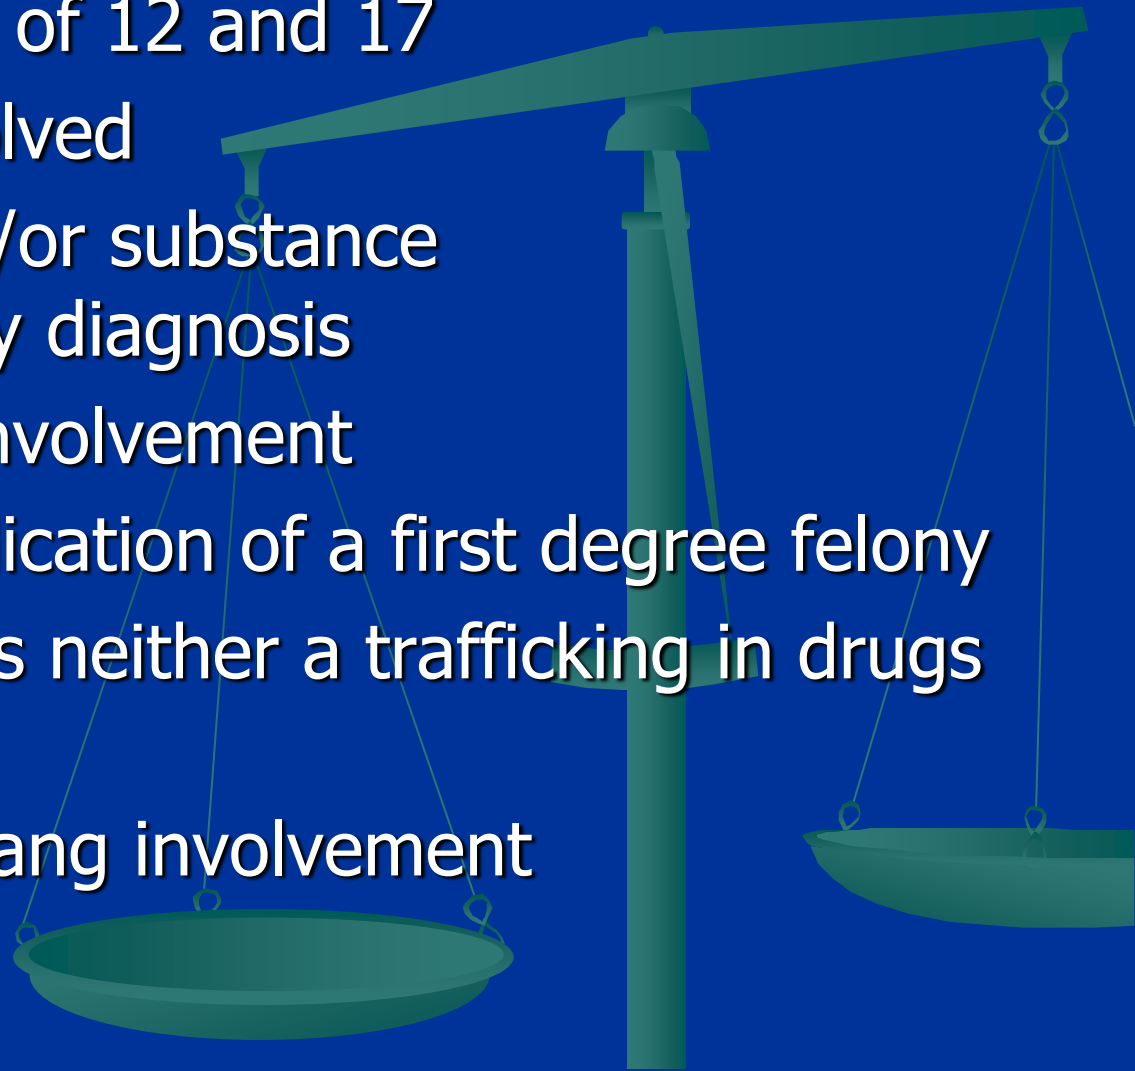 of 12 and 17
olved
/or substance
y diagnosis
nvolvement
ication of a first degree felony
s neither a trafficking in drugs
ang involvement